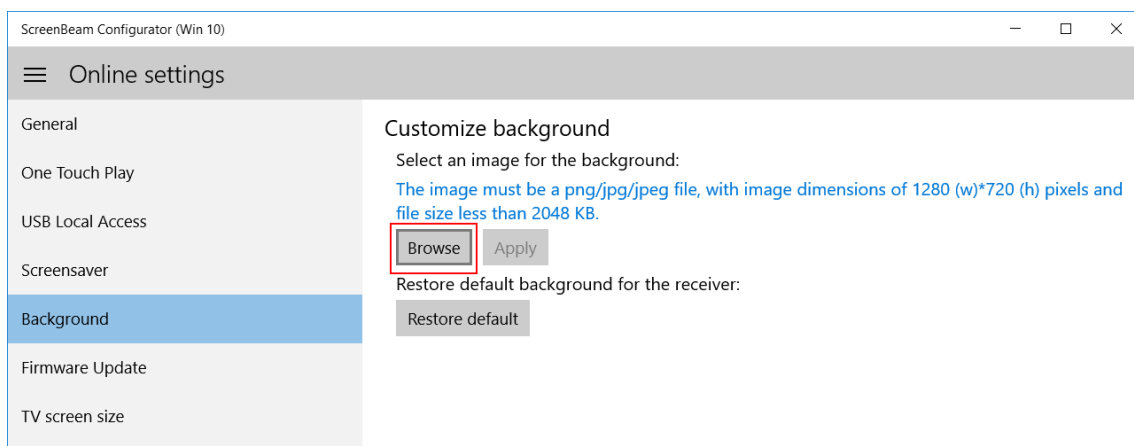 ScreenBeam Configurator (Win 10)
Online settings
General
One Touch Play
USB Local Access
Screensaver
Background
Firmware Update
TV screen size
Customize background
Select an image for the background:
The image must be a png/jpg/jpeg file, with image dimensions of 1280 (w)*720 (h) pixels and
file size less than 2048 KB.
Browse Apply
Restore default background for the receiver:
Restore default